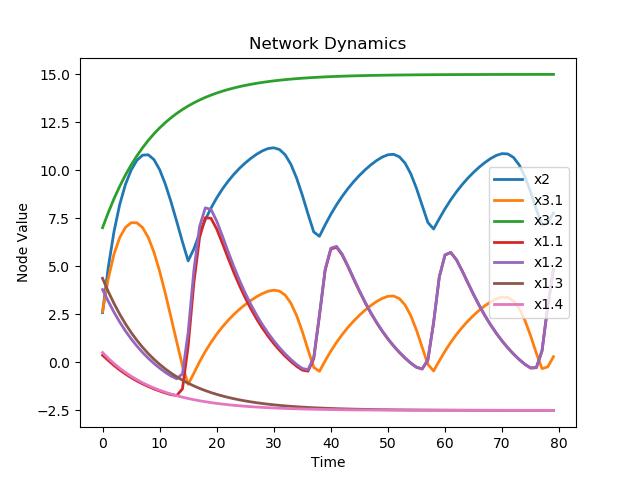 Network Dynamics
15.0
12.5
10.0
7.5
5.0
2.5
0.0
−2.5
Node Value
x2
x3.1
x3.2
x1.1
x1.2
x1.3
x1.4
0 10 20 30 40 50 60 70 80
Time